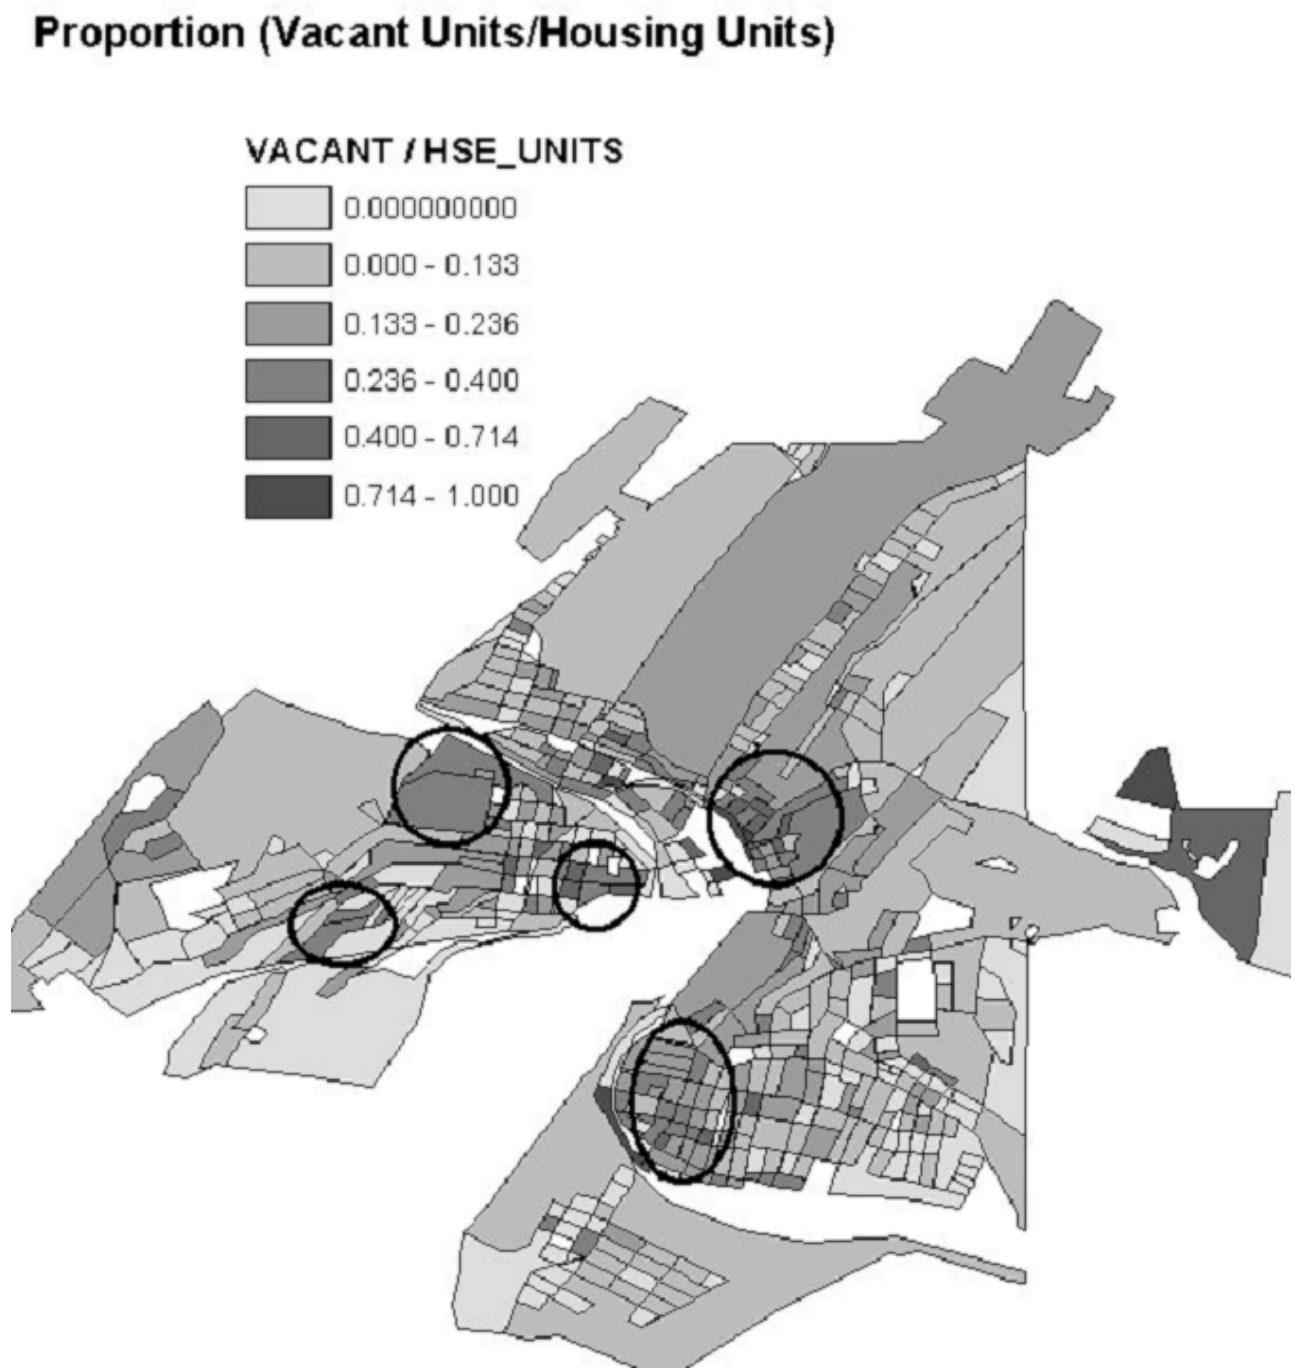 Proportion (Vacant Units/Housing Units)
VACANT / HSE_UNITS
0.000000000
0.000 - 0.133
0.133 - 0.236
0.236 - 0.400
0.400 - 0.714
0.714 - 1.000